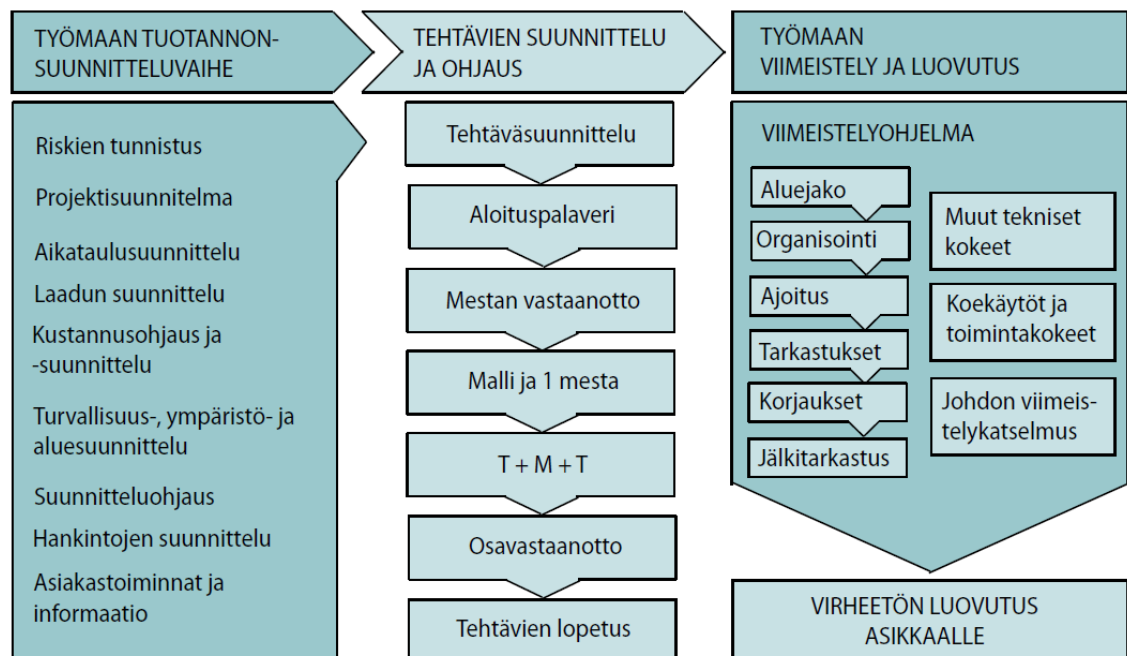 TYÖMAAN TUOTANNON-
SUUNNITTELUVAIHE
Riskien tunnistus
Projektisuunnitelma
Aikataulusuunnittelu
Laadun suunnittelu
Kustannusohjaus ja
-suunnittelu
Turvallisuus-, ympäristö- ja
aluesuunnittelu
Suunnitteluohjaus
Hankintojen suunnittelu
Asiakastoiminnat ja
informaatio
TEHTÄVIEN SUUNNITTELU
JA OHJAUS
Tehtäväsuunnittelu
Aloituspalaveri
Mestan vastaanotto
Malli ja 1 mesta
T + M + T
Osavastaanotto
Tehtävien lopetus
TYÖMAAN
VIIMEISTELY JA LUOVUTUS
VIIMEISTELYOHJELMA
Aluejako
Organisointi
Ajoitus
Tarkastukset
Korjaukset
Jälkitarkastus
Muut tekniset
kokeet
Koekäytöt ja
toimintakokeet
Johdon viimeis-
telykatselmus
VIRHEETÖN LUOVUTUS
ASIKKAALLE